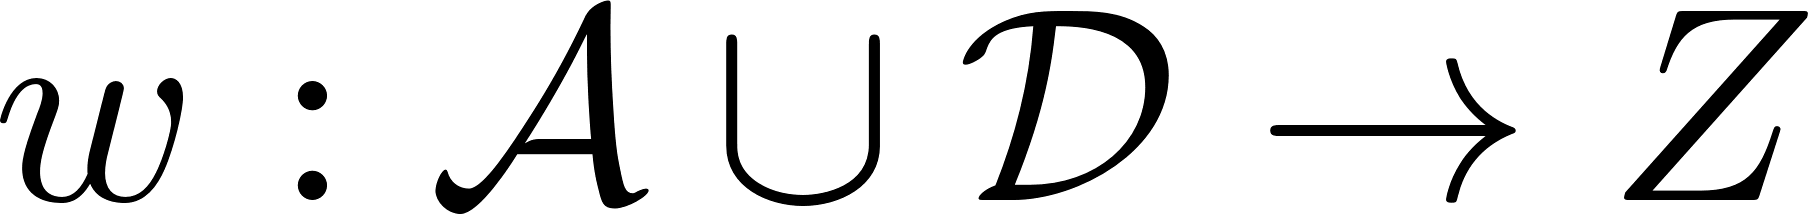 w : 𝒜 ∪ 𝒟 → Z